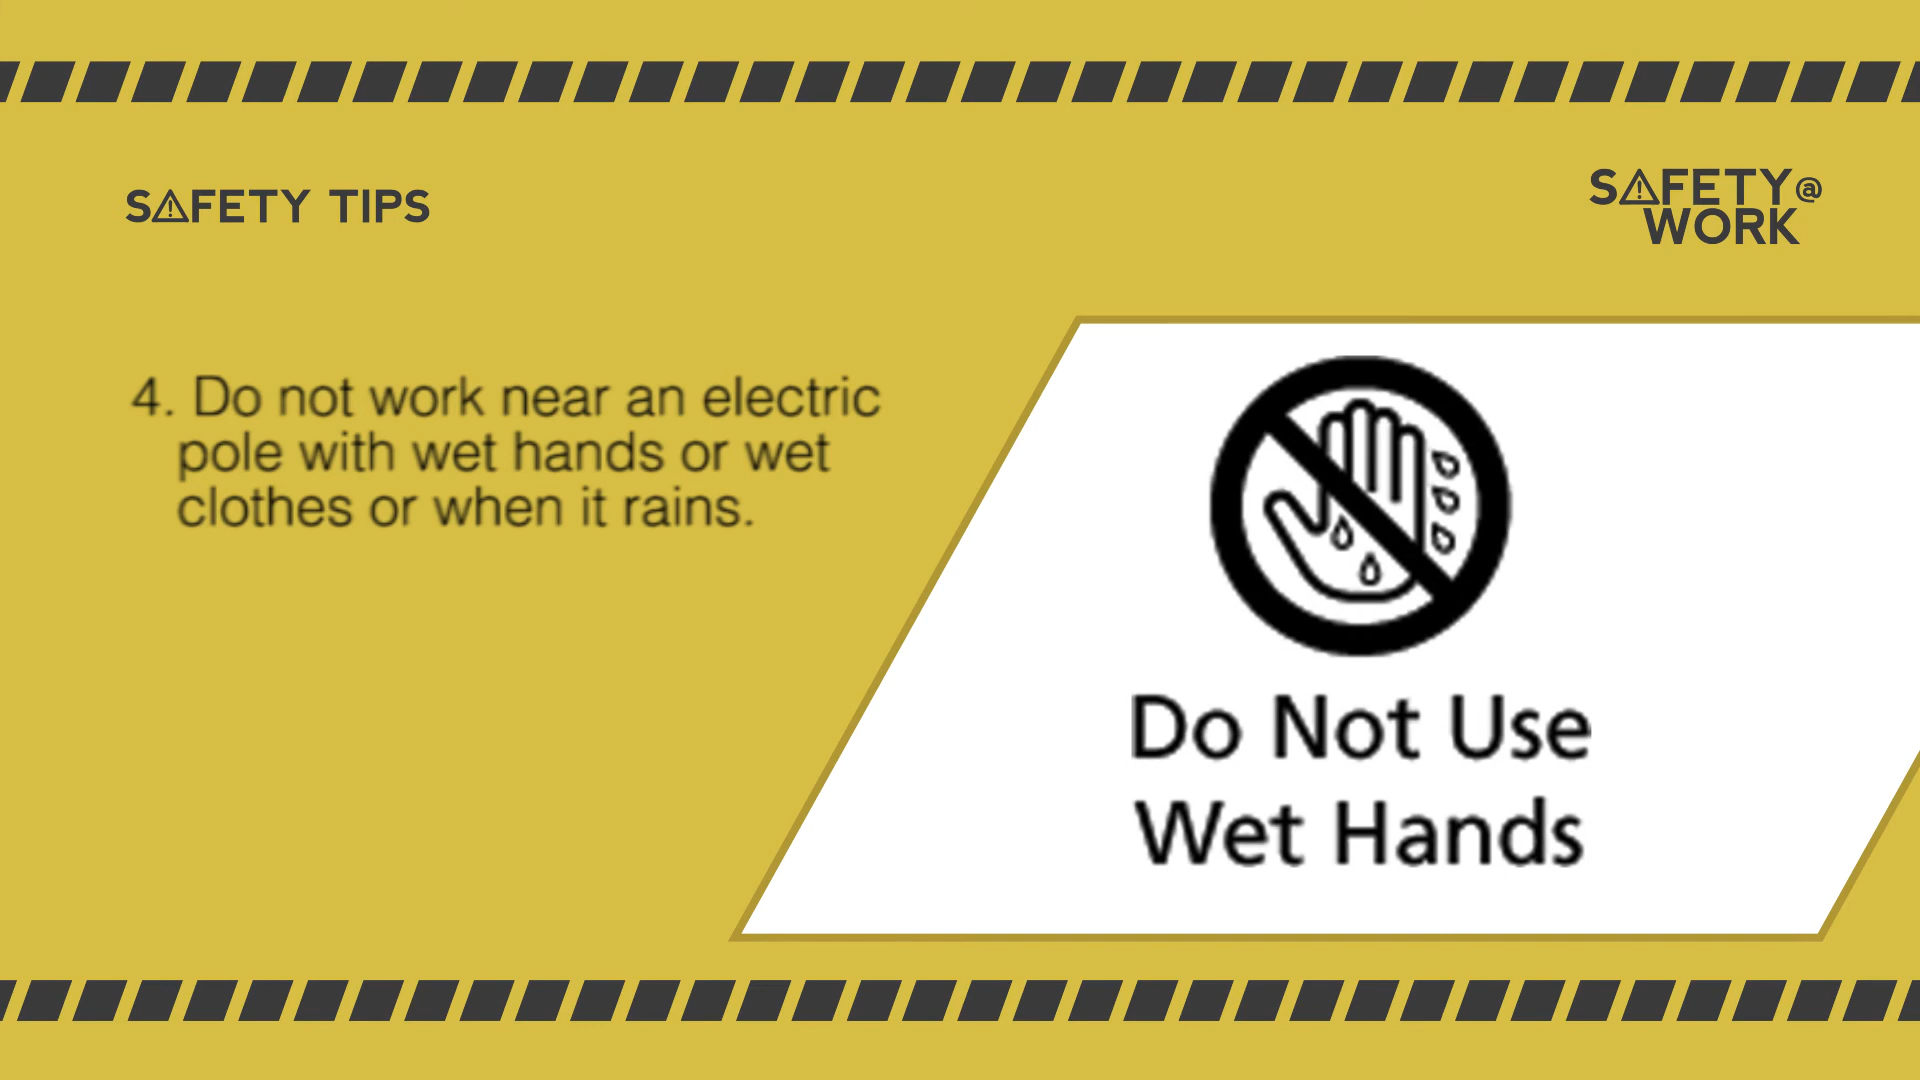 SAFETY TIPS
SAFETY@
WORK
4. Do not work near an electric
pole with wet hands or wet
clothes or when it rains.
Do Not Use
Wet Hands